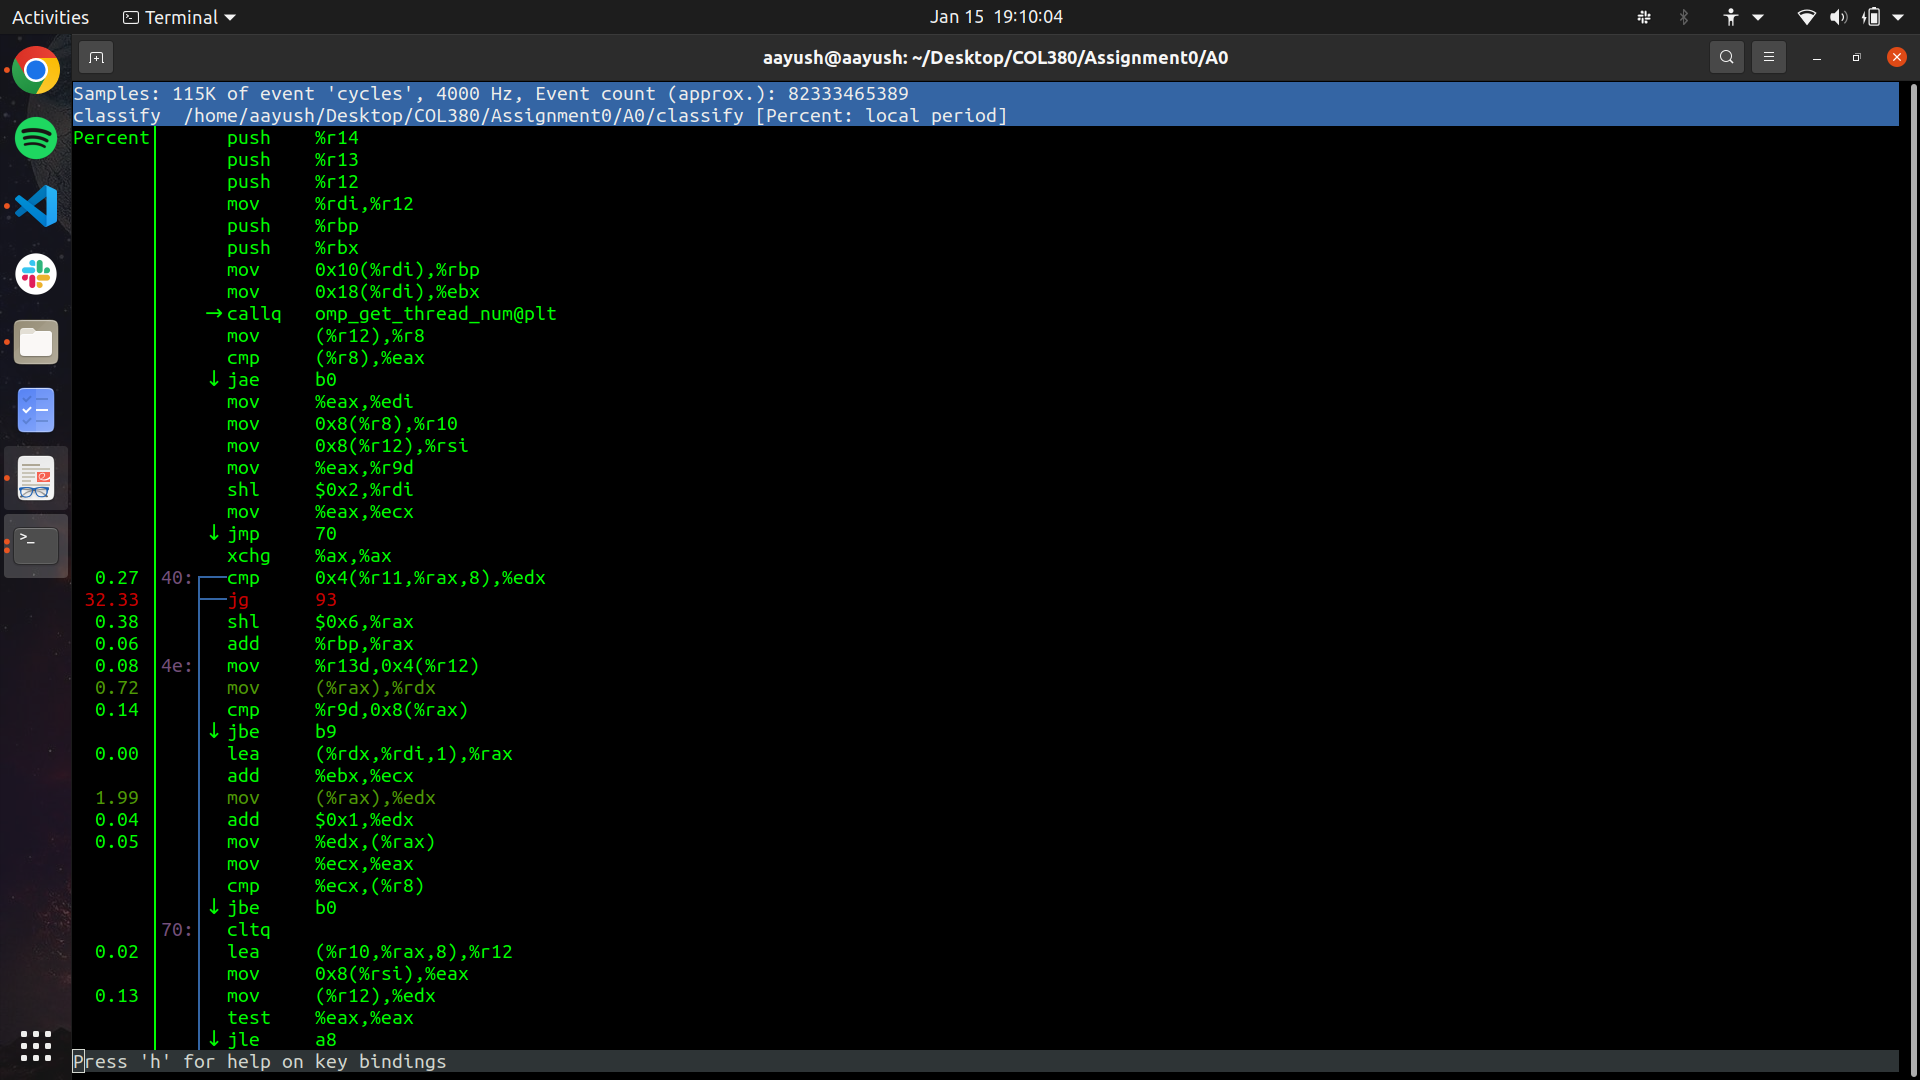 Activities Terminal Jan 15 19:10:04
aayush@aayush: ~/Desktop/COL380/Assignment0/A0
Samples: 115K of event 'cycles', 4000 Hz, Event count (approx.): 82333465389
classify /home/aayush/Desktop/COL380/Assignment0/A0/classify [Percent: local period]
Percent push %r14
push %r13
push %r12
mov %rdi,%r12
push %rbp
push %rbx
mov 0x10(%rdi),%rbp
mov 0x18(%rdi),%ebx
→ callq omp_get_thread_num@plt
mov (%r12),%r8
cmp (%r8),%eax
↓ jae b0
mov %eax,%edi
mov 0x8(%r8),%r10
mov 0x8(%r12),%rsi
mov %eax,%r9d
shl $0x2,%rdi
mov %eax,%ecx
↓ jmp 70
xchg %ax,%ax
0.27 40: cmp 0x4(%r11,%rax,8),%edx
32.33 jg 93
0.38 shl $0x6,%rax
0.06 add %rbp,%rax
0.08 4e: mov %r13d,0x4(%r12)
0.72 mov (%rax),%rdx
0.14 cmp %r9d,0x8(%rax)
↓ jbe b9
0.00 lea (%rdx,%rdi,1),%rax
add %ebx,%ecx
1.99 mov (%rax),%edx
0.04 add $0x1,%edx
0.05 mov %edx,(%rax)
mov %ecx,%eax
cmp %ecx,(%r8)
↓ jbe b0
70: cltq
0.02 lea (%r10,%rax,8),%r12
mov 0x8(%rsi),%eax
0.13 mov (%r12),%edx
test %eax,%eax
↓ jle a8
Press 'h' for help on key bindings